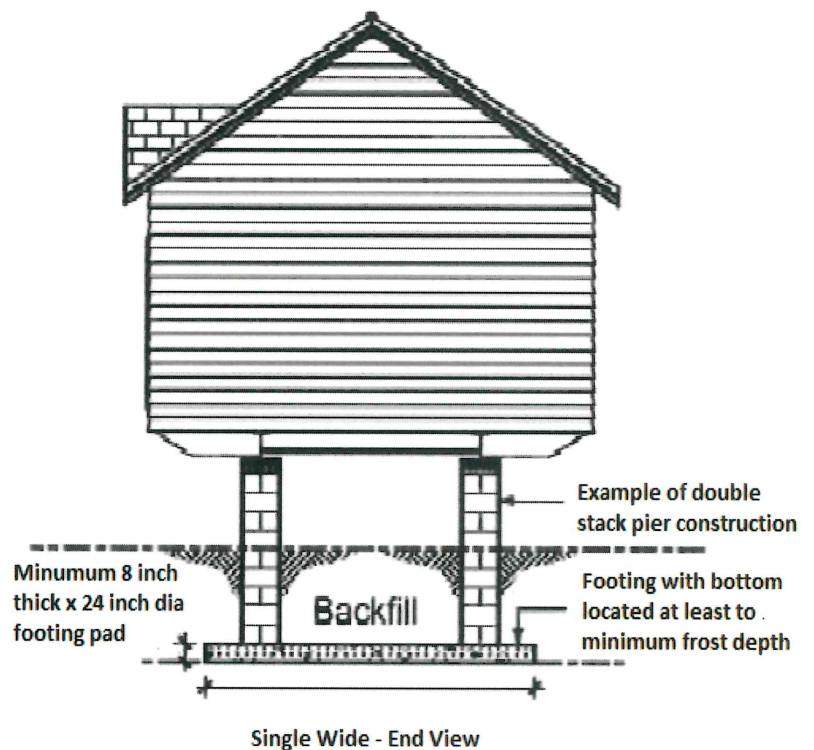 Example of double
stack pier construction
Minumum 8 inch
thick x 24 inch dia
footing pad
Backfill
Footing with bottom
located at least to
minimum frost depth
Single Wide - End View